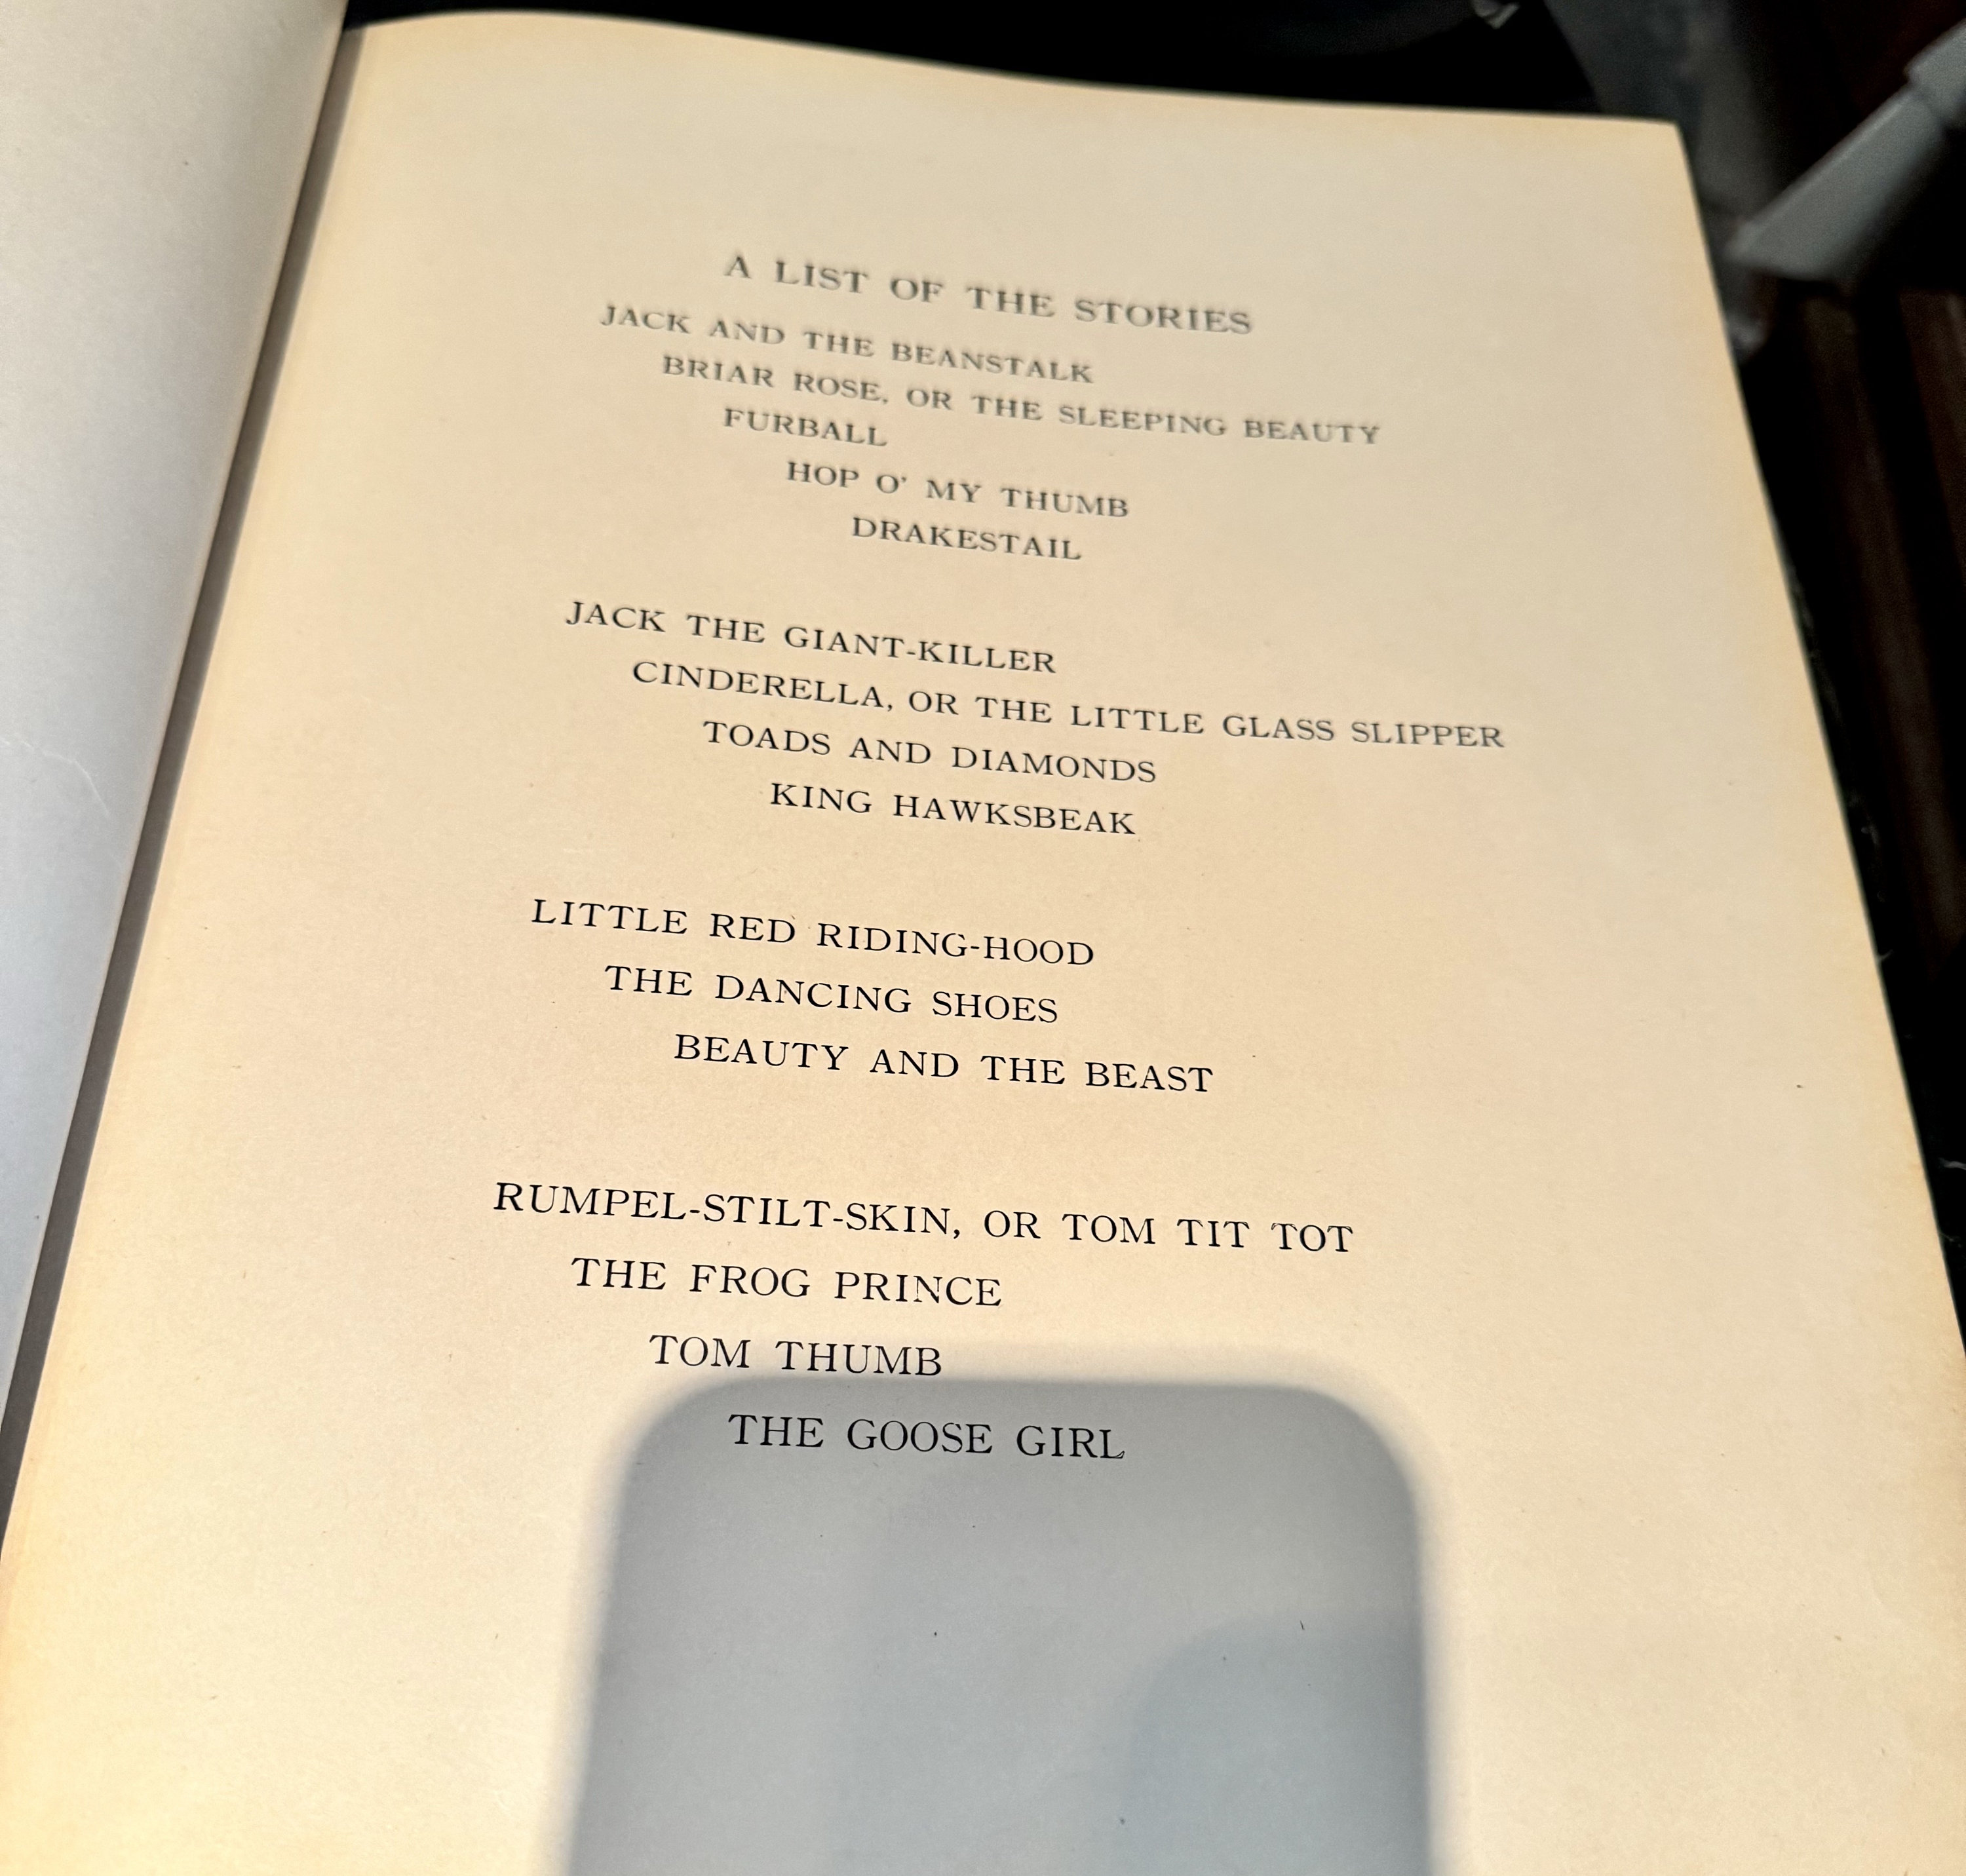 A LIST OF THE STORIES
JACK AND THE BEANSTALK
BRIAR ROSE, OR THE SLEEPING BEAUTY
FURBALL
HOP O' MY THUMB
DRAKESTAIL
JACK THE GIANT-KILLER
CINDERELLA, OR THE LITTLE GLASS SLIPPER
TOADS AND DIAMONDS
KING HAWKSBEAK
LITTLE RED RIDING-HOOD
THE DANCING SHOES
BEAUTY AND THE BEAST
RUMPEL-STILT-SKIN, OR TOM TIT TOT
THE FROG PRINCE
TOM THUMB
THE GOOSE GIRL